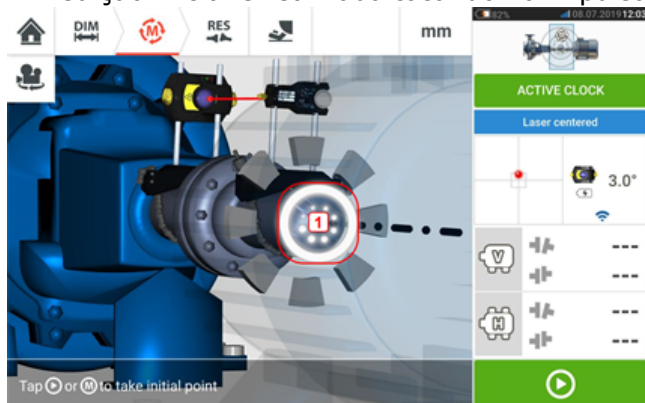 82% 08.07.2019 12:03
DIM M RES mm
ACTIVE CLOCK
Laser centered
3.0°
1
V ---
---
H ---
---
Tap or M to take initial point